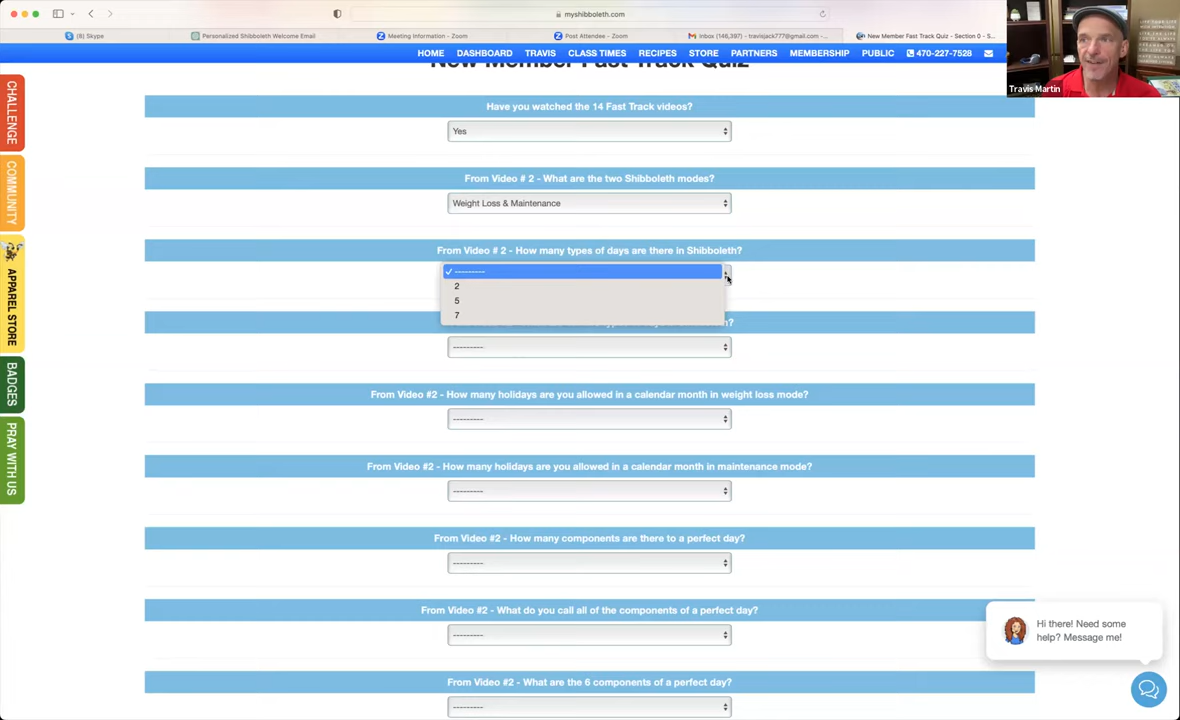 myshibboleth.com
(8) Skype
Personalized Shibboleth Welcome Email
Meeting Information - Zoom
Post Attendee - Zoom
Inbox (146,397) - travisjack777@gmail.com - ...
New Member Fast Track Quiz - Section 0 - S...
HOME DASHBOARD TRAVIS CLASS TIMES RECIPES STORE PARTNERS MEMBERSHIP PUBLIC 470-227-7528
Travis Martin
New Member Fast Track Quiz
CHALLENGE
COMMUNITY
APPAREL STORE
BADGES
PRAY WITH US
Have you watched the 14 Fast Track videos?
Yes
From Video # 2 - What are the two Shibboleth modes?
Weight Loss & Maintenance
From Video # 2 - How many types of days are there in Shibboleth?
✓ ---------
2
5
7
?
---------
From Video #2 - How many holidays are you allowed in a calendar month in weight loss mode?
---------
From Video #2 - How many holidays are you allowed in a calendar month in maintenance mode?
---------
From Video #2 - How many components are there to a perfect day?
---------
From Video #2 - What do you call all of the components of a perfect day?
---------
From Video #2 - What are the 6 components of a perfect day?
---------
Hi there! Need some
help? Message me!